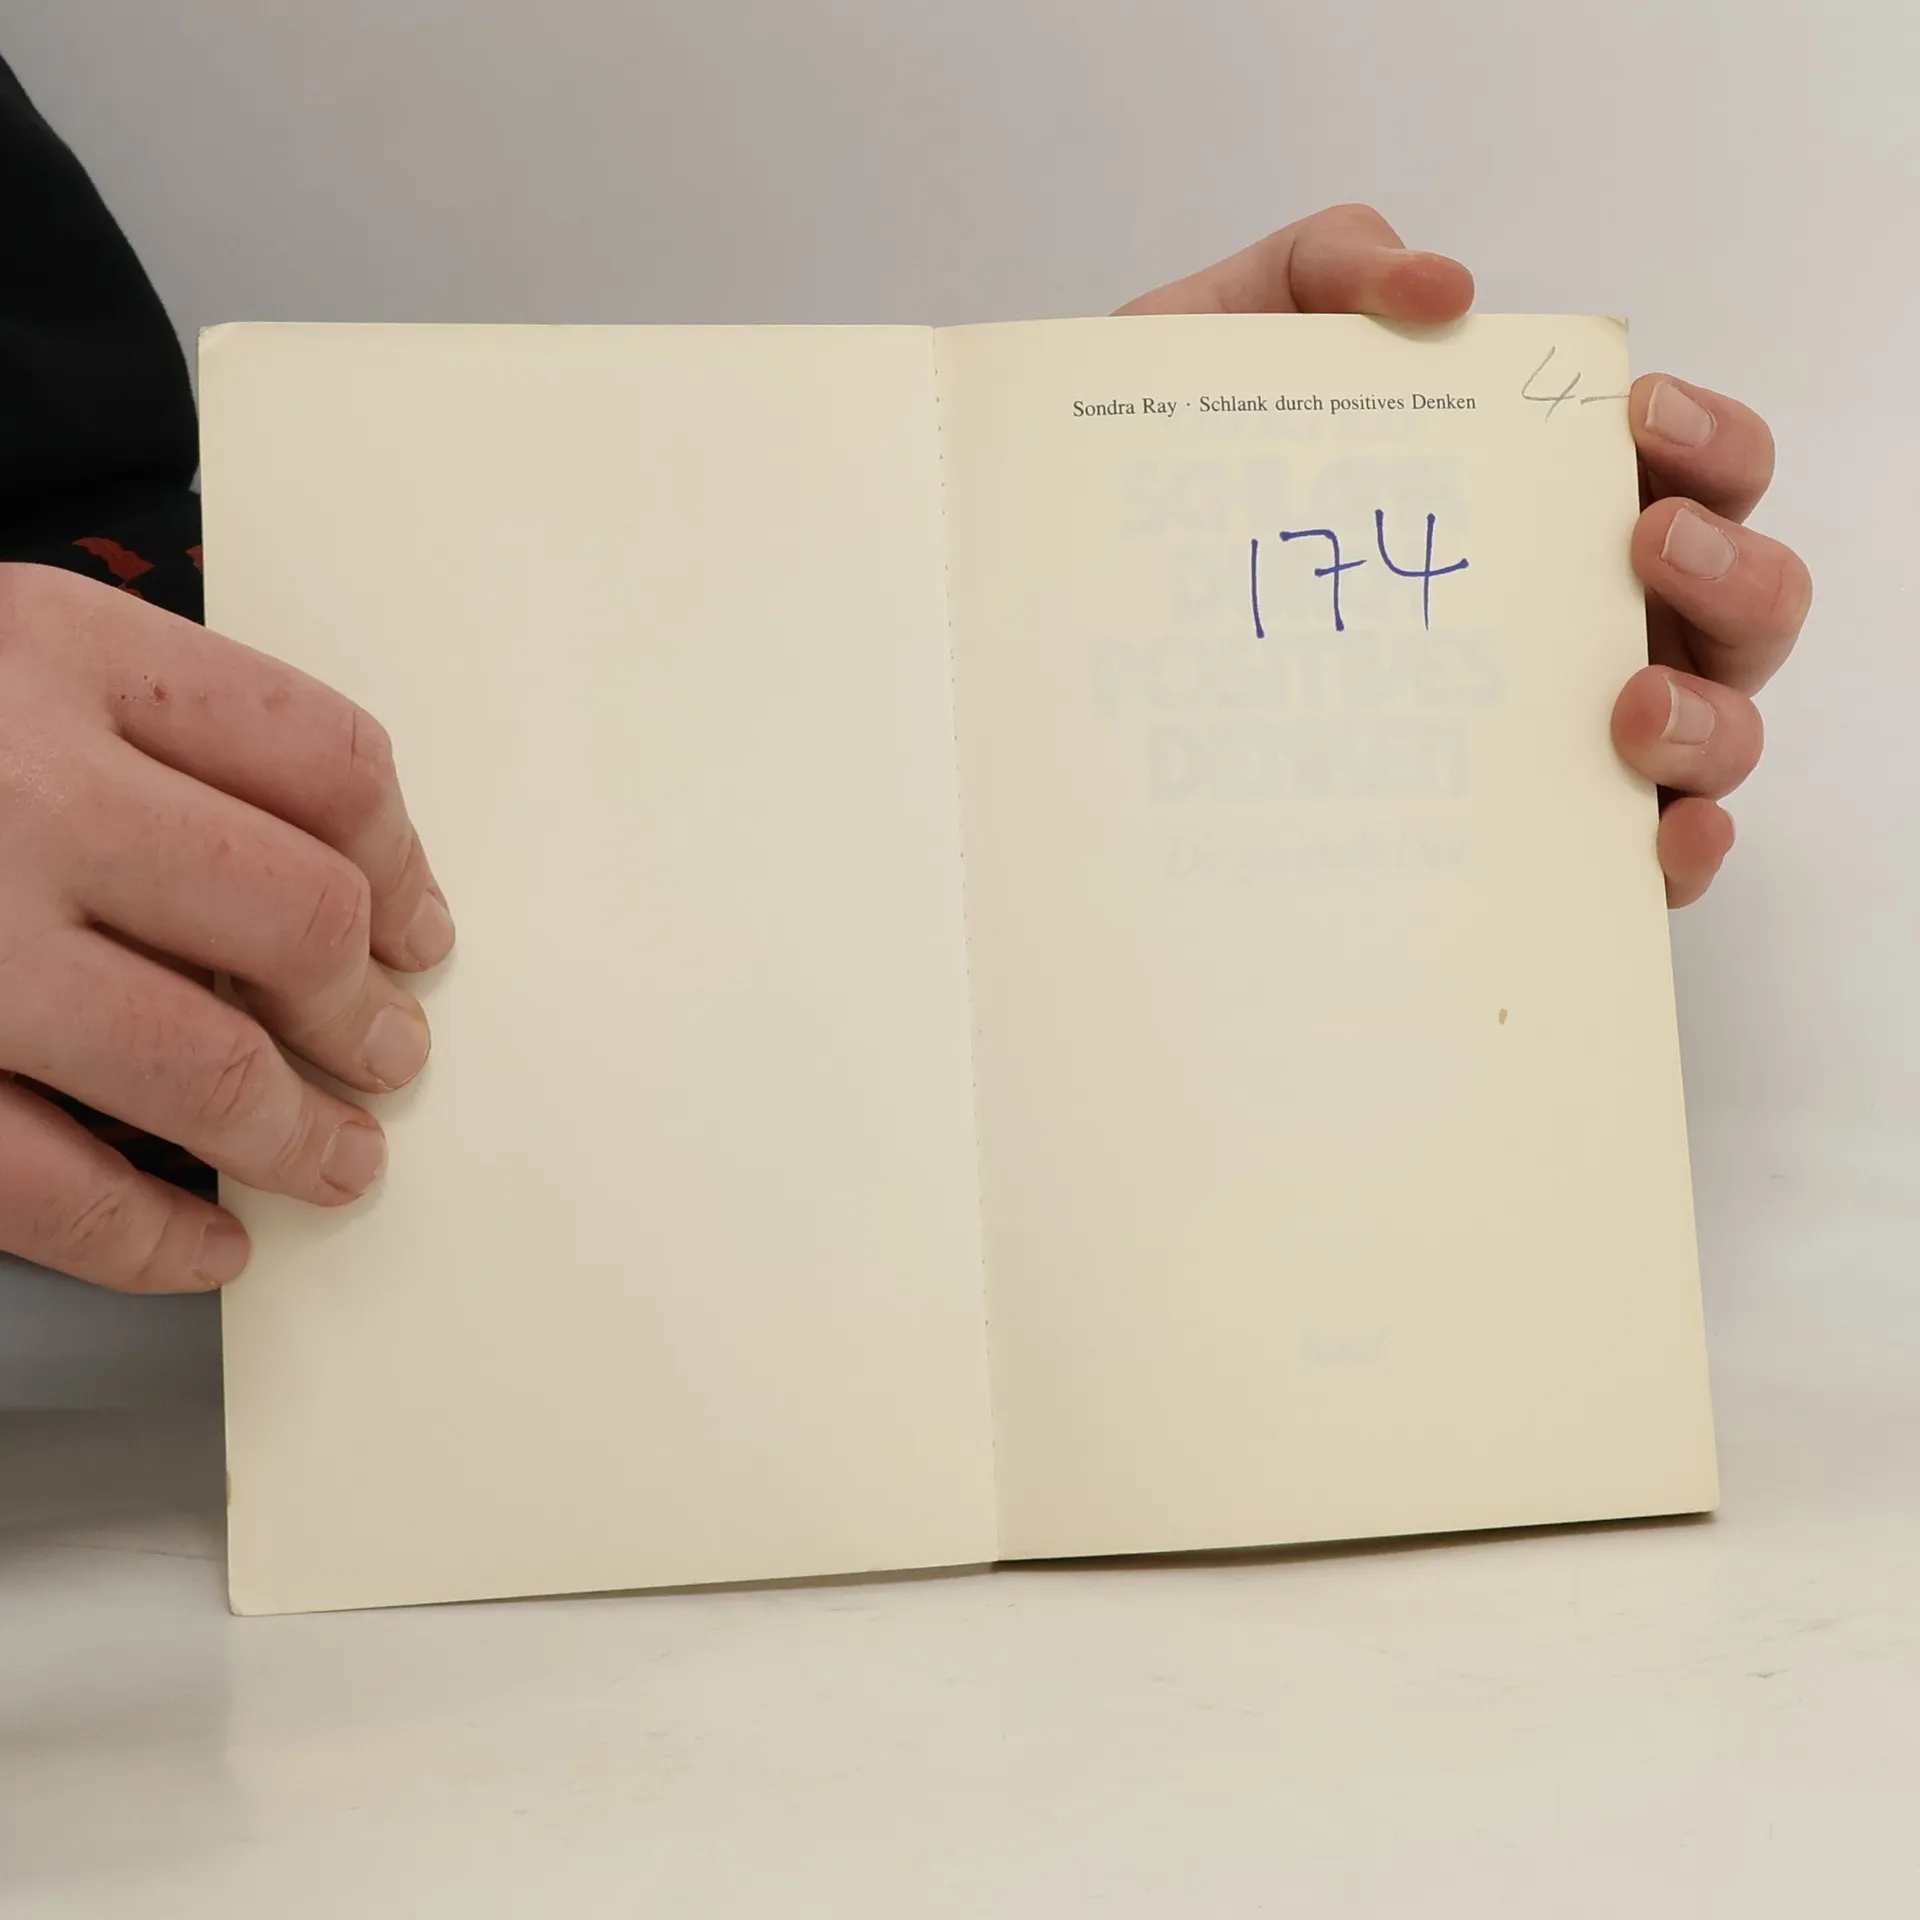 Sondra Ray · Schlank durch positives Denken
4-
174